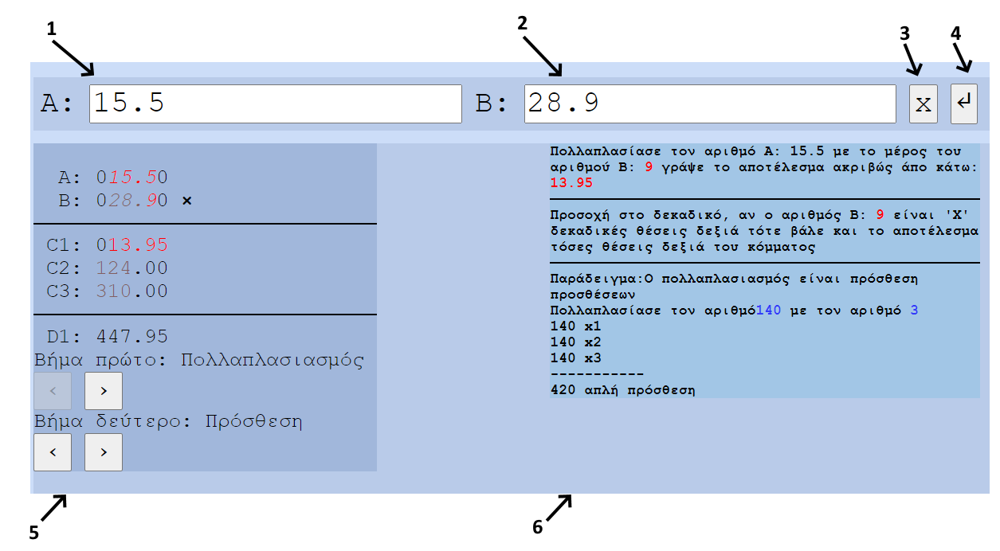 1
2
3
4
A: 15.5 B: 28.9 x ↵
A: 015.50
B: 028.90 ×
C1: 013.95
C2: 124.00
C3: 310.00
D1: 447.95
Βήμα πρώτο: Πολλαπλασιασμός
< >
Βήμα δεύτερο: Πρόσθεση
< >
Πολλαπλασίασε τον αριθμό Α: 15.5 με το μέρος του
αριθμού Β: 9 γράψε το αποτέλεσμα ακριβώς άπο κάτω:
13.95
Προσοχή στο δεκαδικό, αν ο αριθμός Β: 9 είναι 'Χ'
δεκαδικές θέσεις δεξιά τότε βάλε και το αποτέλεσμα
τόσες θέσεις δεξιά του κόμματος
Παράδειγμα:Ο πολλαπλασιασμός είναι πρόσθεση
προσθέσεων
Πολλαπλασίασε τον αριθμό140 με τον αριθμό 3
140 x1
140 x2
140 x3
-----------
420 απλή πρόσθεση
5
6